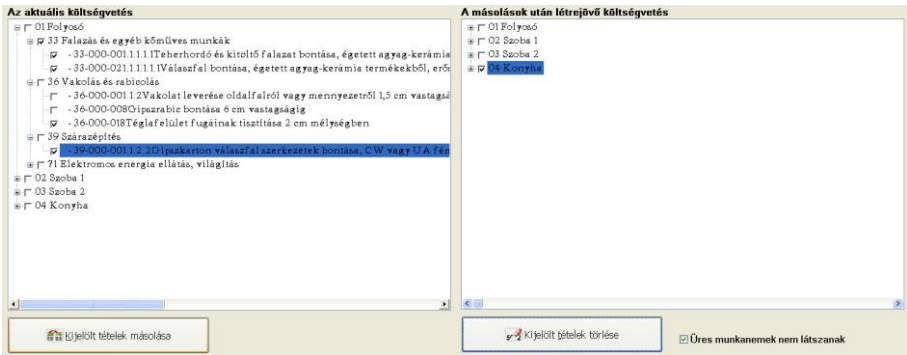 Az aktuális költségvetés
01 Folyosó
33 Falazás és egyéb kőműves munkák
- 33-000-001.1.1.1.1Teherhordó és kitöltő falazat bontása, égetett agyag-kerámia
- 33-000-021.1.1.1.1Válaszfal bontása, égetett agyag-kerámia termékekből, erőr
36 Vakolás és rabicolás
- 36-000-001.1.2Vakolat leverése oldalfalról vagy mennyezetről 1,5 cm vastagsá
- 36-000-008Gipszrabic bontása 6 cm vastagságig
- 36-000-018Téglafelület fugáinak tisztítása 2 cm mélységben
39 Szárazépítés
- 39-000-001.1.2.2Gipszkarton válaszfal szerkezetek bontása, CW vagy UA fén
71 Elektromos energia ellátás, világítás
02 Szoba 1
03 Szoba 2
04 Konyha
Kijelölt tételek másolása
A másolások után létrejövő költségvetés
01 Folyosó
02 Szoba 1
03 Szoba 2
04 Konyha
Kijelölt tételek törlése
Üres munkanemek nem látszanak